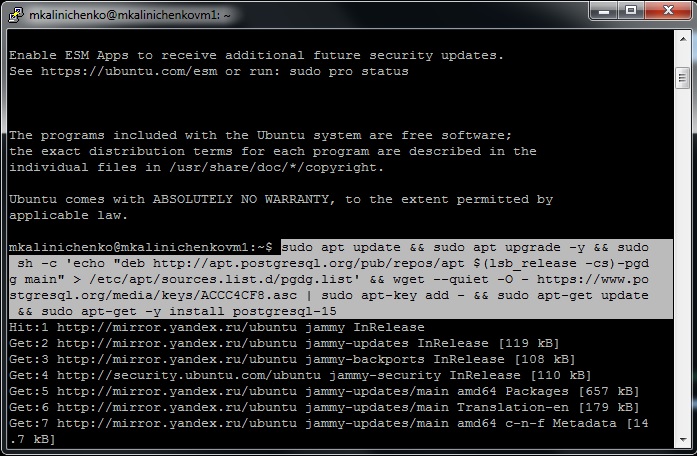 mkalinichenko@mkalinichenkovm1: ~
Enable ESM Apps to receive additional future security updates.
See https://ubuntu.com/esm or run: sudo pro status
The programs included with the Ubuntu system are free software;
the exact distribution terms for each program are described in the
individual files in /usr/share/doc/*/copyright.
Ubuntu comes with ABSOLUTELY NO WARRANTY, to the extent permitted by
applicable law.
mkalinichenko@mkalinichenkovm1:~$ sudo apt update && sudo apt upgrade -y && sudo
 sh -c 'echo "deb http://apt.postgresql.org/pub/repos/apt $(lsb_release -cs)-pgd
g main" > /etc/apt/sources.list.d/pgdg.list' && wget --quiet -O - https://www.po
stgresql.org/media/keys/ACCC4CF8.asc | sudo apt-key add - && sudo apt-get update
 && sudo apt-get -y install postgresql-15
Hit:1 http://mirror.yandex.ru/ubuntu jammy InRelease
Get:2 http://mirror.yandex.ru/ubuntu jammy-updates InRelease [119 kB]
Get:3 http://mirror.yandex.ru/ubuntu jammy-backports InRelease [108 kB]
Get:4 http://security.ubuntu.com/ubuntu jammy-security InRelease [110 kB]
Get:5 http://mirror.yandex.ru/ubuntu jammy-updates/main amd64 Packages [657 kB]
Get:6 http://mirror.yandex.ru/ubuntu jammy-updates/main Translation-en [179 kB]
Get:7 http://mirror.yandex.ru/ubuntu jammy-updates/main amd64 c-n-f Metadata [14
.7 kB]